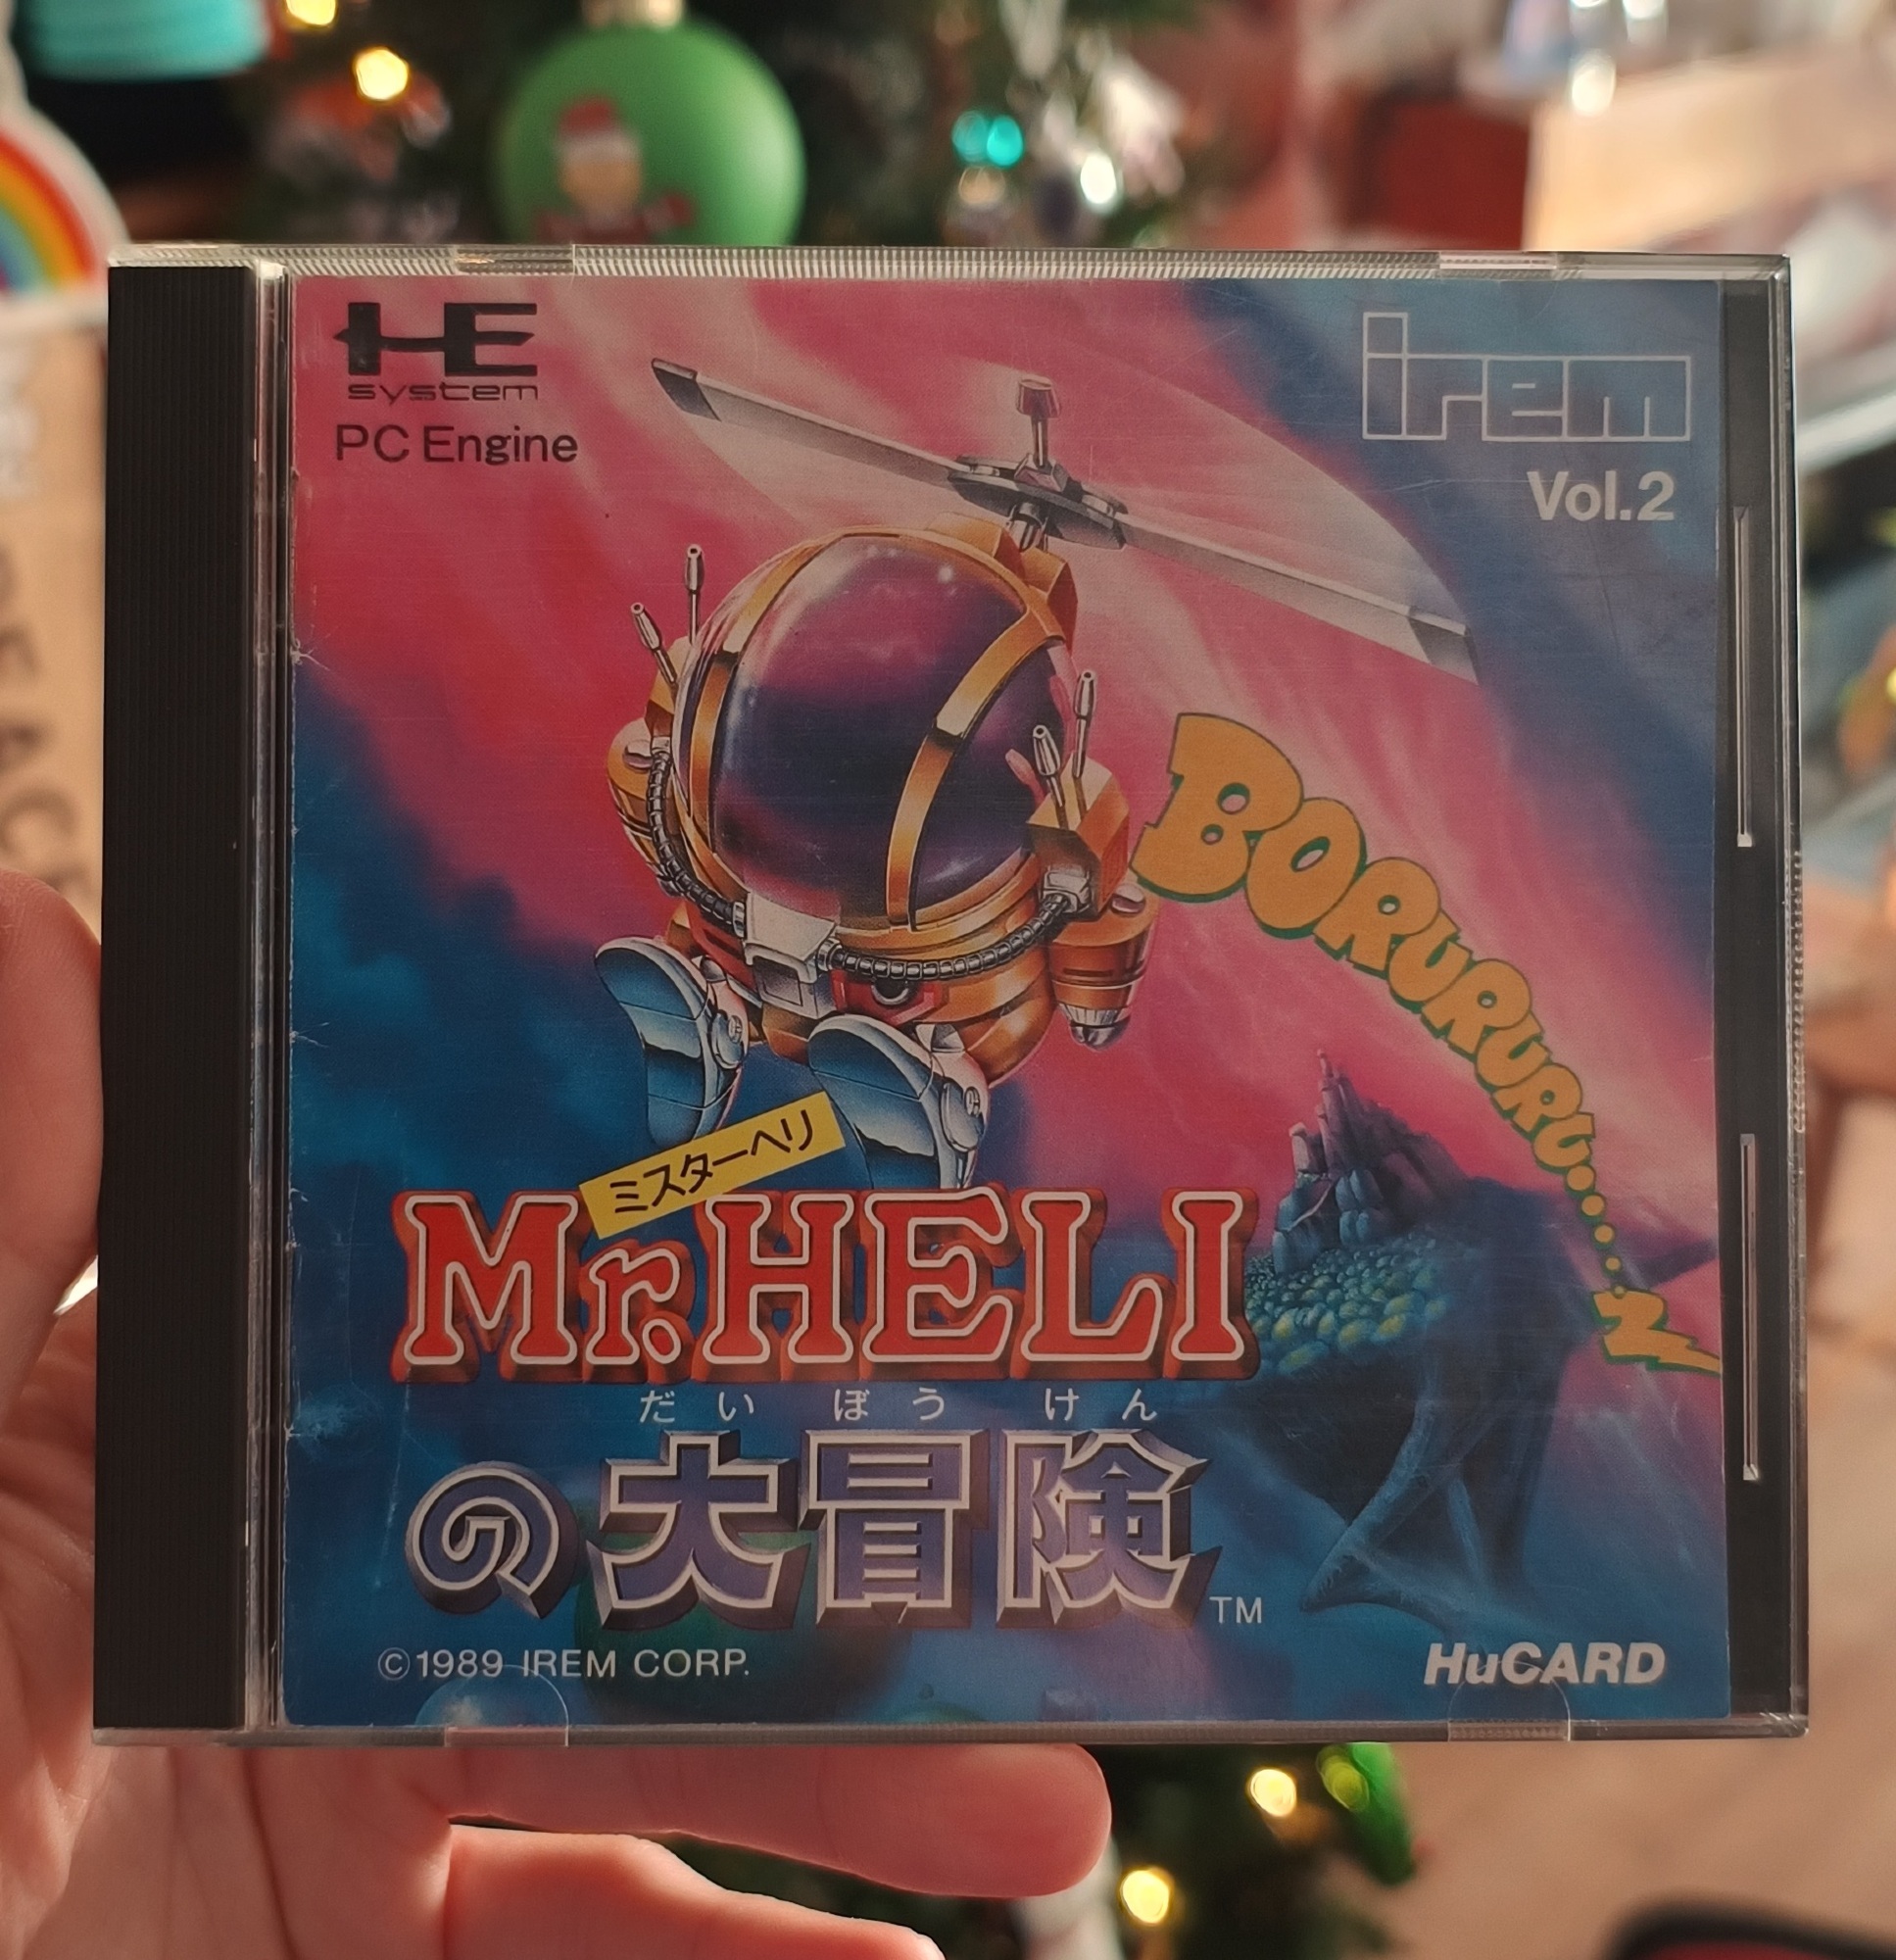 HE
system
PC Engine
irem
Vol.2
BORURURU.....
ミスターヘリ
Mr.HELI
だいぼうけん
の大冒険
TM
©1989 IREM CORP.
HuCARD